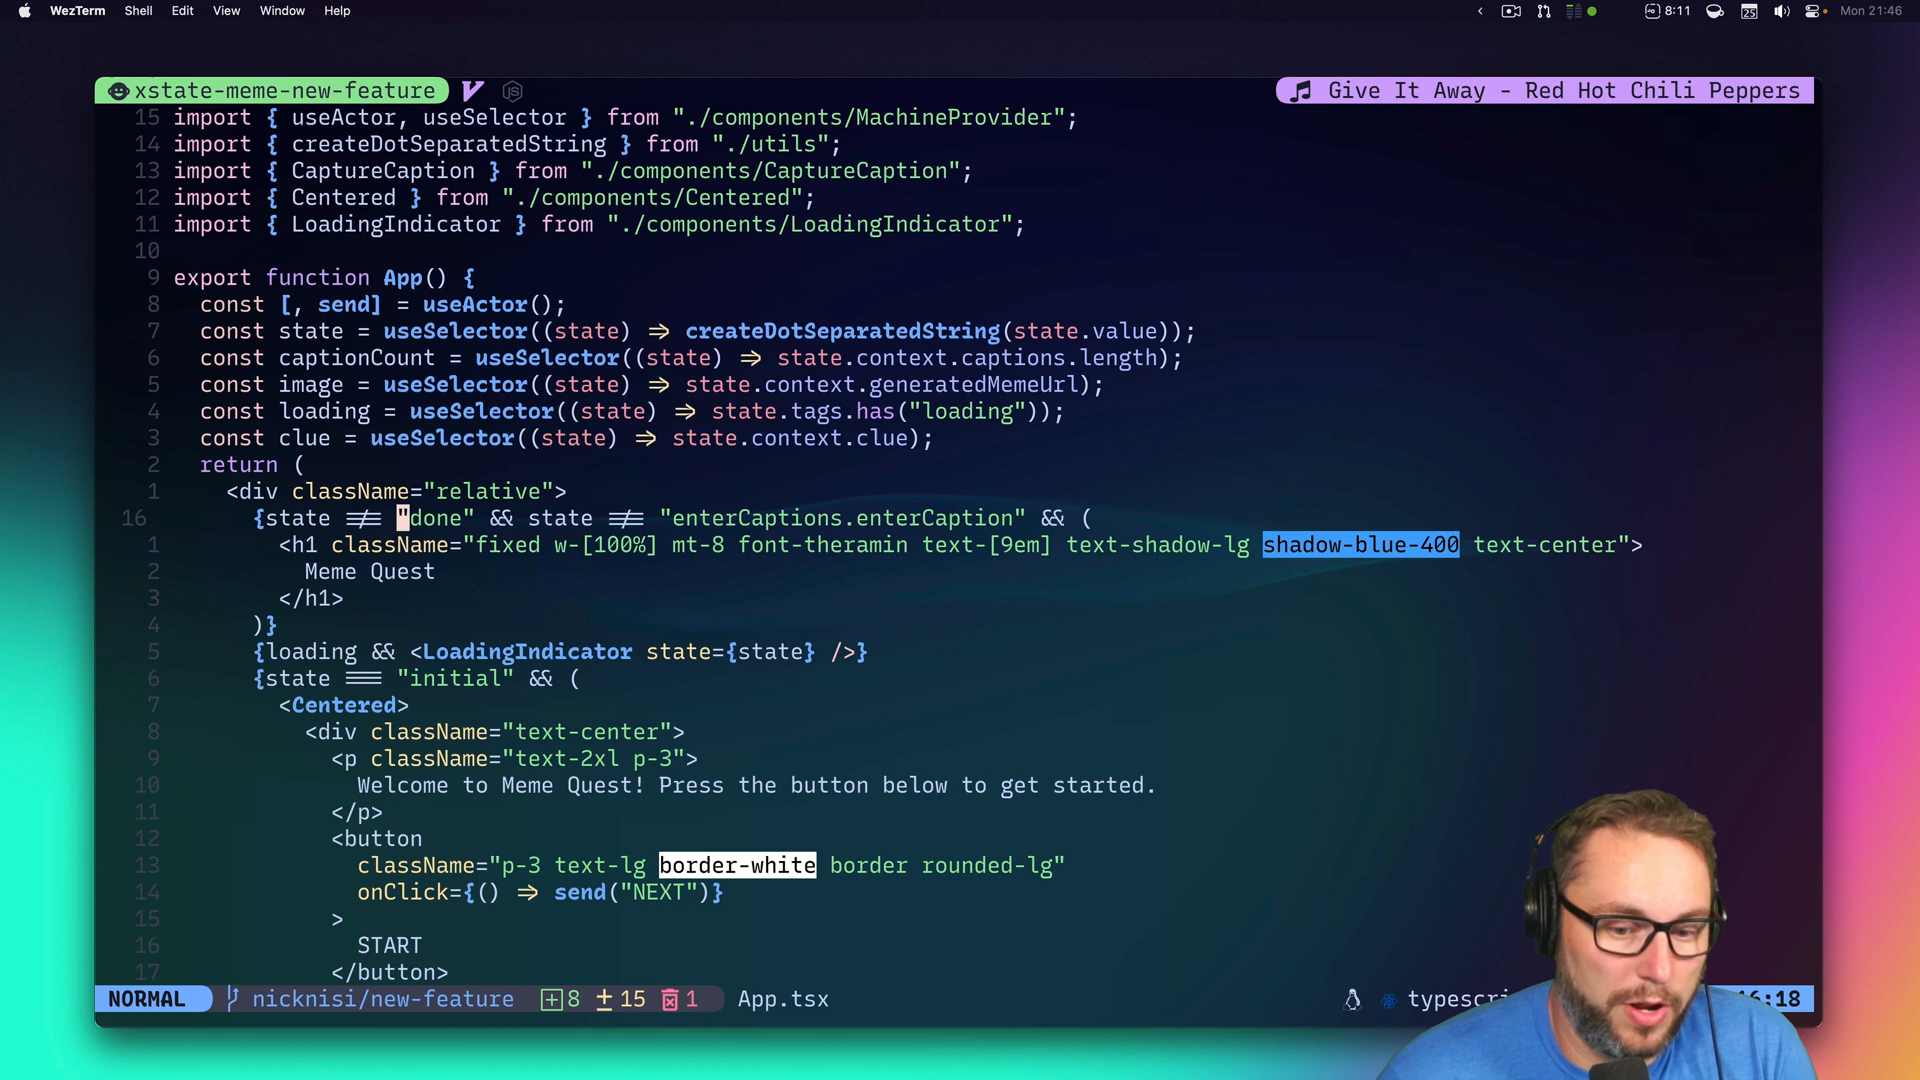 WezTerm Shell Edit View Window Help 8:11 25 Mon 21:46
xstate-meme-new-feature Give It Away - Red Hot Chili Peppers
15 import { useActor, useSelector } from "./components/MachineProvider";
14 import { createDotSeparatedString } from "./utils";
13 import { CaptureCaption } from "./components/CaptureCaption";
12 import { Centered } from "./components/Centered";
11 import { LoadingIndicator } from "./components/LoadingIndicator";
10
9 export function App() {
8 const [, send] = useActor();
7 const state = useSelector((state) => createDotSeparatedString(state.value));
6 const captionCount = useSelector((state) => state.context.captions.length);
5 const image = useSelector((state) => state.context.generatedMemeUrl);
4 const loading = useSelector((state) => state.tags.has("loading"));
3 const clue = useSelector((state) => state.context.clue);
2 return (
1 <div className="relative">
16 {state !== "done" && state !== "enterCaptions.enterCaption" && (
1 <h1 className="fixed w-[100%] mt-8 font-theramin text-[9em] text-shadow-lg shadow-blue-400 text-center">
2 Meme Quest
3 </h1>
4 )}
5 {loading && <LoadingIndicator state={state} />}
6 {state === "initial" && (
7 <Centered>
8 <div className="text-center">
9 <p className="text-2xl p-3">
10 Welcome to Meme Quest! Press the button below to get started.
11 </p>
12 <button
13 className="p-3 text-lg border-white border rounded-lg"
14 onClick={() => send("NEXT")}
15 >
16 START
17 </button>
NORMAL nicknisi/new-feature 8 ± 15 1 App.tsx typescri :18